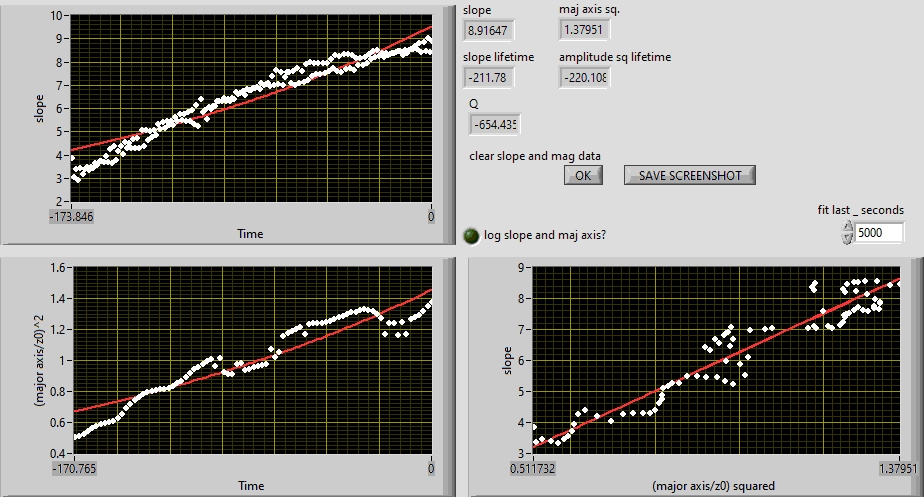 10
9
8
7
6
5
4
3
2
slope
-173.846
0
Time
slope
maj axis sq.
8.91647
1.37951
slope lifetime
amplitude sq lifetime
-211.78
-220.108
Q
-654.435
clear slope and mag data
OK
SAVE SCREENSHOT
log slope and maj axis?
fit last _ seconds
5000
1.6
1.4
1.2
1
0.8
0.6
0.4
(major axis/z0)^2
-170.765
0
Time
9
8
7
6
5
4
3
slope
0.511732
1.37951
(major axis/z0) squared